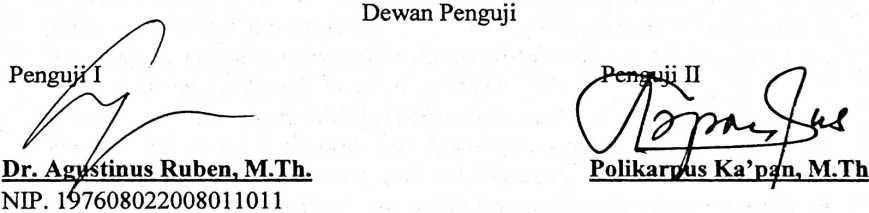 Dewan Penguji
Penguji I
Penguji II
Dr. Agustinus Ruben, M.Th.
Polikarpus Ka'pan, M.Th
NIP. 197608022008011011